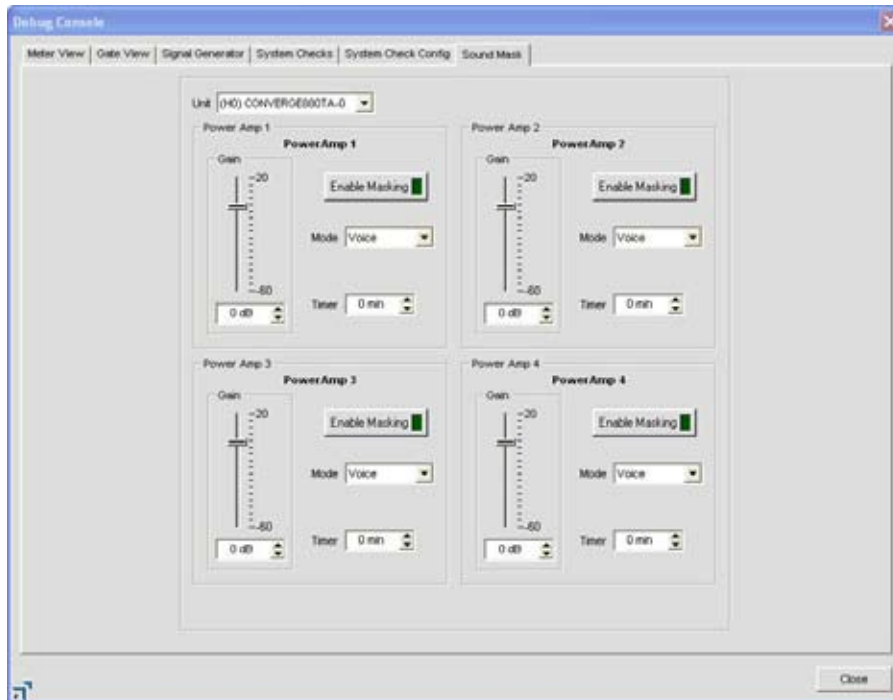 Debug Console
Meter View Gate View Signal Generator System Checks System Check Config Sound Mask
Unit (H0) CONVERGE880TA-0
Power Amp 1
PowerAmp 1
Gain
20
-60
0 dB
Enable Masking
Mode Voice
Timer 0 min
Power Amp 2
PowerAmp 2
Gain
20
-60
0 dB
Enable Masking
Mode Voice
Timer 0 min
Power Amp 3
PowerAmp 3
Gain
20
-60
0 dB
Enable Masking
Mode Voice
Timer 0 min
Power Amp 4
PowerAmp 4
Gain
20
-60
0 dB
Enable Masking
Mode Voice
Timer 0 min
Close